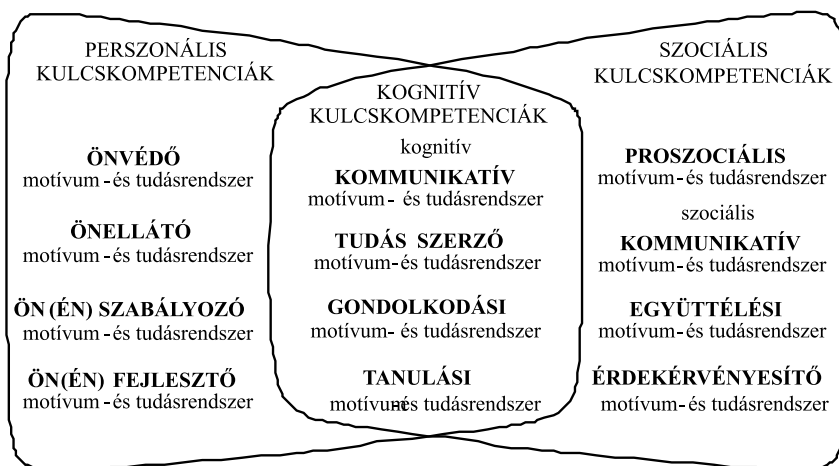 PERSZONÁLIS
KULCSKOMPETENCIÁK
ÖNVÉDŐ
motívum-és tudásrendszer
ÖNELLÁTÓ
motívum-és tudásrendszer
ÖN(ÉN) SZABÁLYOZÓ
motívum-és tudásrendszer
ÖN(ÉN) FEJLESZTŐ
motívum-és tudásrendszer
KOGNITÍV
KULCSKOMPETENCIÁK
kognitív
KOMMUNIKATÍV
motívum- és tudásrendszer
TUDÁS SZERZŐ
motívum-és tudásrendszer
GONDOLKODÁSI
motívum- és tudásrendszer
TANULÁSI
motívum-és tudásrendszer
SZOCIÁLIS
KULCSKOMPETENCIÁK
PROSZOCIÁLIS
motívum-és tudásrendszer
szociális
KOMMUNIKATÍV
motívum-és tudásrendszer
EGYÜTTÉLÉSI
motívum-és tudásrendszer
ÉRDEKÉRVÉNYESÍTŐ
motívum-és tudásrendszer